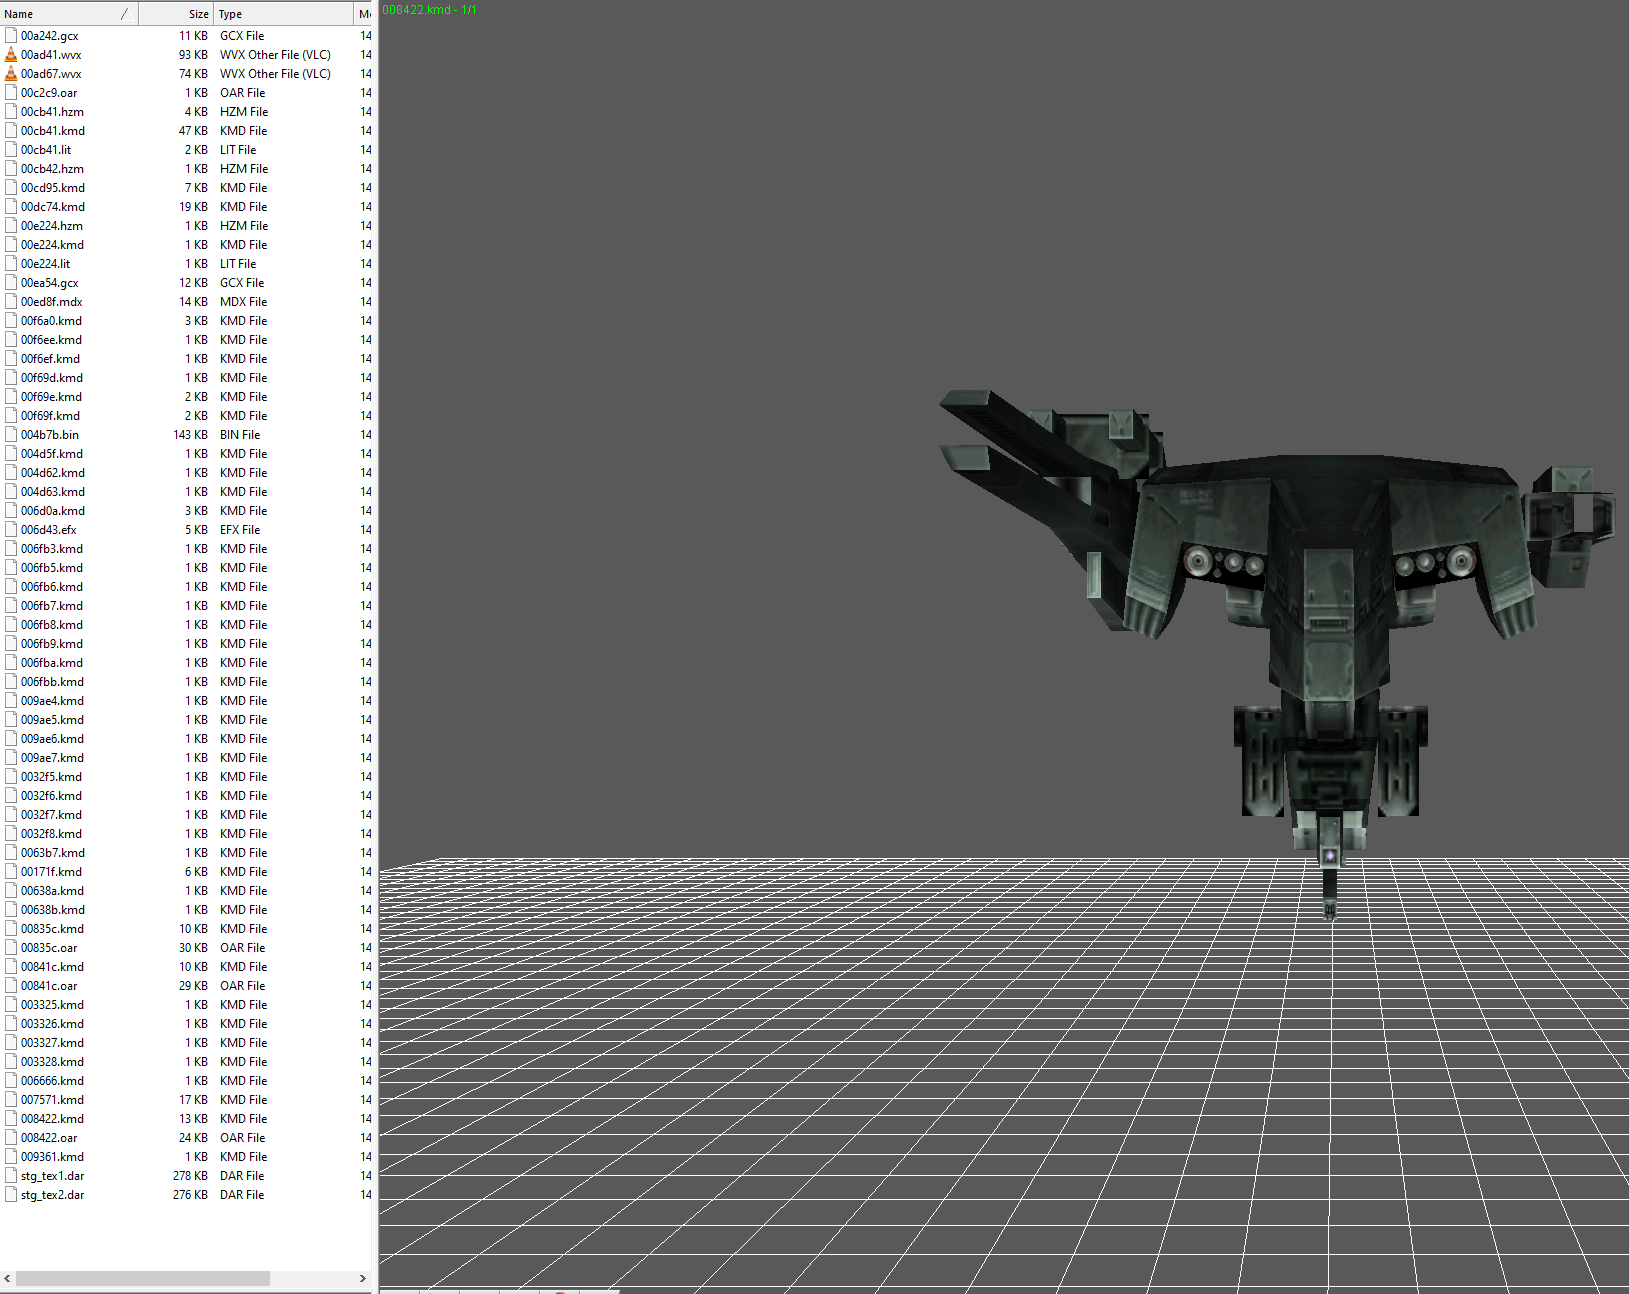 Name / Size Type Mo
00a242.gcx 11 KB GCX File 14
00ad41.wvx 93 KB WVX Other File (VLC) 14
00ad67.wvx 74 KB WVX Other File (VLC) 14
00c2c9.oar 1 KB OAR File 14
00cb41.hzm 4 KB HZM File 14
00cb41.kmd 47 KB KMD File 14
00cb41.lit 2 KB LIT File 14
00cb42.hzm 1 KB HZM File 14
00cd95.kmd 7 KB KMD File 14
00dc74.kmd 19 KB KMD File 14
00e224.hzm 1 KB HZM File 14
00e224.kmd 1 KB KMD File 14
00e224.lit 1 KB LIT File 14
00ea54.gcx 12 KB GCX File 14
00ed8f.mdx 14 KB MDX File 14
00f6a0.kmd 3 KB KMD File 14
00f6ee.kmd 1 KB KMD File 14
00f6ef.kmd 1 KB KMD File 14
00f69d.kmd 1 KB KMD File 14
00f69e.kmd 2 KB KMD File 14
00f69f.kmd 2 KB KMD File 14
004b7b.bin 143 KB BIN File 14
004d5f.kmd 1 KB KMD File 14
004d62.kmd 1 KB KMD File 14
004d63.kmd 1 KB KMD File 14
006d0a.kmd 3 KB KMD File 14
006d43.efx 5 KB EFX File 14
006fb3.kmd 1 KB KMD File 14
006fb5.kmd 1 KB KMD File 14
006fb6.kmd 1 KB KMD File 14
006fb7.kmd 1 KB KMD File 14
006fb8.kmd 1 KB KMD File 14
006fb9.kmd 1 KB KMD File 14
006fba.kmd 1 KB KMD File 14
006fbb.kmd 1 KB KMD File 14
009ae4.kmd 1 KB KMD File 14
009ae5.kmd 1 KB KMD File 14
009ae6.kmd 1 KB KMD File 14
009ae7.kmd 1 KB KMD File 14
0032f5.kmd 1 KB KMD File 14
0032f6.kmd 1 KB KMD File 14
0032f7.kmd 1 KB KMD File 14
0032f8.kmd 1 KB KMD File 14
0063b7.kmd 1 KB KMD File 14
00171f.kmd 6 KB KMD File 14
00638a.kmd 1 KB KMD File 14
00638b.kmd 1 KB KMD File 14
00835c.kmd 10 KB KMD File 14
00835c.oar 30 KB OAR File 14
00841c.kmd 10 KB KMD File 14
00841c.oar 29 KB OAR File 14
003325.kmd 1 KB KMD File 14
003326.kmd 1 KB KMD File 14
003327.kmd 1 KB KMD File 14
003328.kmd 1 KB KMD File 14
006666.kmd 1 KB KMD File 14
007571.kmd 17 KB KMD File 14
008422.kmd 13 KB KMD File 14
008422.oar 24 KB OAR File 14
009361.kmd 1 KB KMD File 14
stg_tex1.dar 278 KB DAR File 14
stg_tex2.dar 276 KB DAR File 14
008422.kmd - 1/1